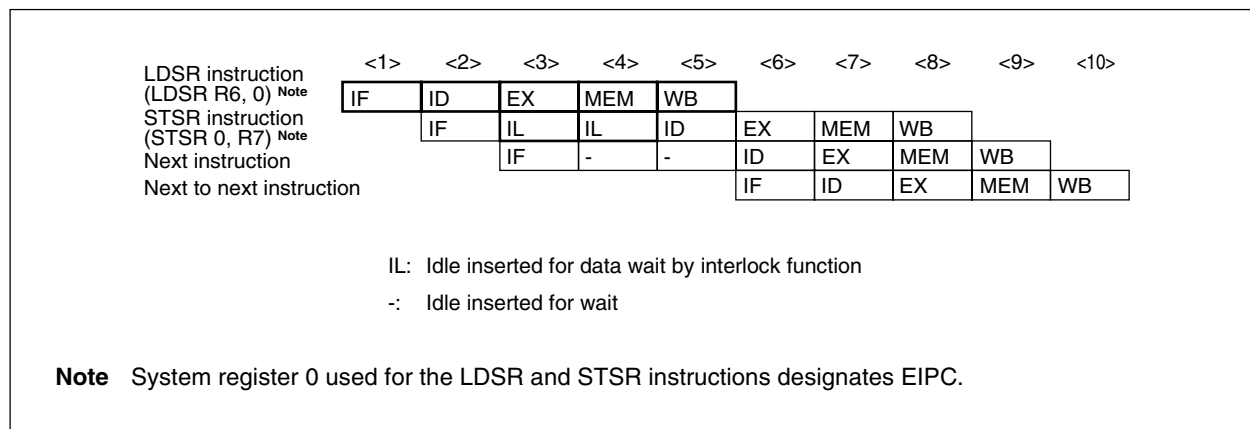 <1> <2> <3> <4> <5> <6> <7> <8> <9> <10>
LDSR instruction
(LDSR R6, 0) Note IF ID EX MEM WB
STSR instruction
(STSR 0, R7) Note IF IL IL ID EX MEM WB
Next instruction IF - - ID EX MEM WB
Next to next instruction IF ID EX MEM WB
IL: Idle inserted for data wait by interlock function
-: Idle inserted for wait
Note System register 0 used for the LDSR and STSR instructions designates EIPC.